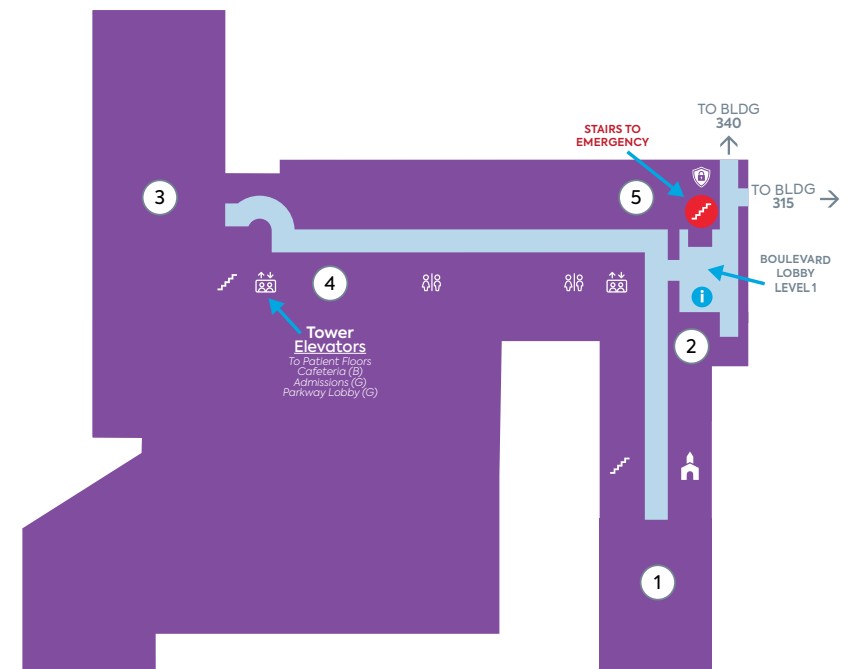 TO BLDG
340
STAIRS TO
EMERGENCY
TO BLDG
315
3
5
BOULEVARD
LOBBY
LEVEL 1
4
i
Tower
Elevators
To Patient Floors
Cafeteria (B)
Admissions (G)
Parkway Lobby (G)
2
1